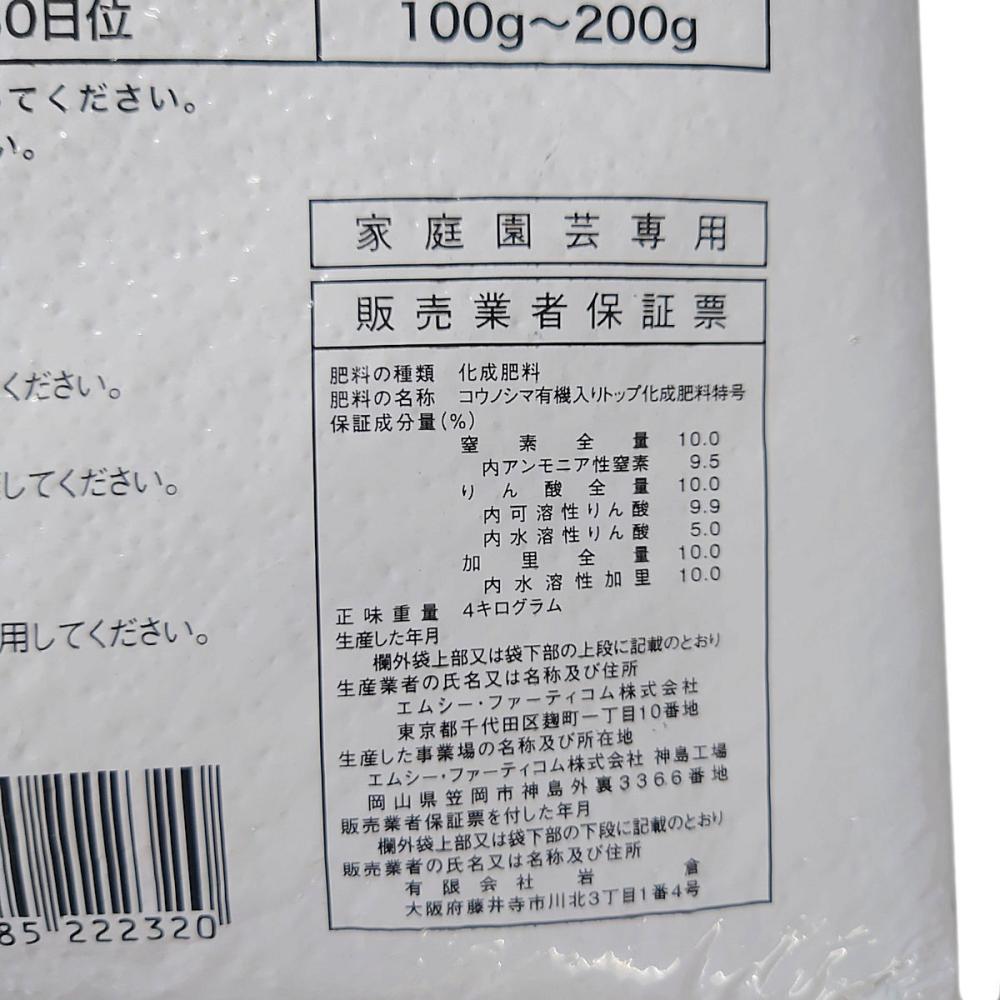 0日位
100g～200g
てください。
い。
家庭園芸専用
販売業者保証票
肥料の種類 化成肥料
肥料の名称 コウノシマ有機入りトップ化成肥料特号
保証成分量(%)
窒素全量 10.0
内アンモニア性窒素 9.5
りん酸全量 10.0
内可溶性りん酸 9.9
内水溶性りん酸 5.0
加里全量 10.0
内水溶性加里 10.0
正味重量 4キログラム
生産した年月
欄外袋上部又は袋下部の上段に記載のとおり
生産業者の氏名又は名称及び住所
エムシー・ファーティコム株式会社
東京都千代田区麹町一丁目10番地
生産した事業場の名称及び所在地
エムシー・ファーティコム株式会社 神島工場
岡山県笠岡市神島外裏3366番地
販売業者保証票を付した年月
欄外袋上部又は袋下部の下段に記載のとおり
販売業者の氏名又は名称及び住所
有限会社岩倉
大阪府藤井寺市川北3丁目1番4号
ください。
してください。
用してください。
85 222320